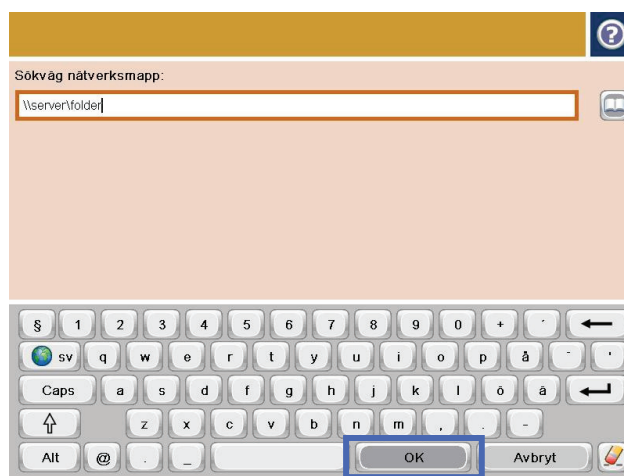 ?
Sökväg nätverksmapp:
\\server\folder
§ 1 2 3 4 5 6 7 8 9 0 + ´
sv q w e r t y u i o p å ¨ '
Caps a s d f g h j k l ö ä
z x c v b n m , . -
Alt @ . _ OK Avbryt